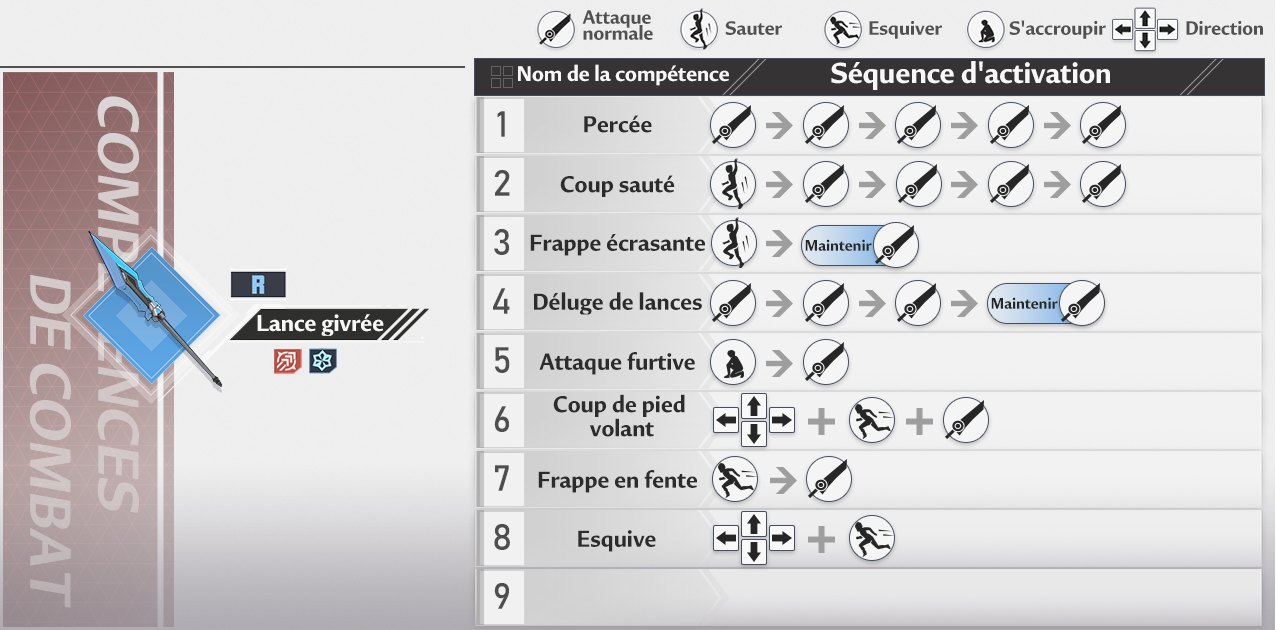 Attaque
normale
Sauter
Esquiver
S'accroupir
Direction
Nom de la compétence
Séquence d'activation
COMPÉTENCES
DE COMBAT
R
Lance givrée
1 Percée
2 Coup sauté
3 Frappe écrasante Maintenir
4 Déluge de lances Maintenir
5 Attaque furtive
6 Coup de pied
volant
7 Frappe en fente
8 Esquive
9